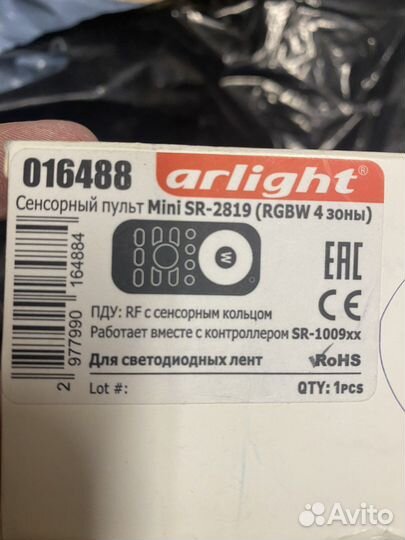 016488 arlight®
Сенсорный пульт Mini SR-2819 (RGBW 4 зоны)
W
EAC
CE
ПДУ: RF с сенсорным кольцом
Работает вместе с контроллером SR-1009xx
Для светодиодных лент RoHS
Lot #: QTY: 1PCS
2 977990 164884
Avito